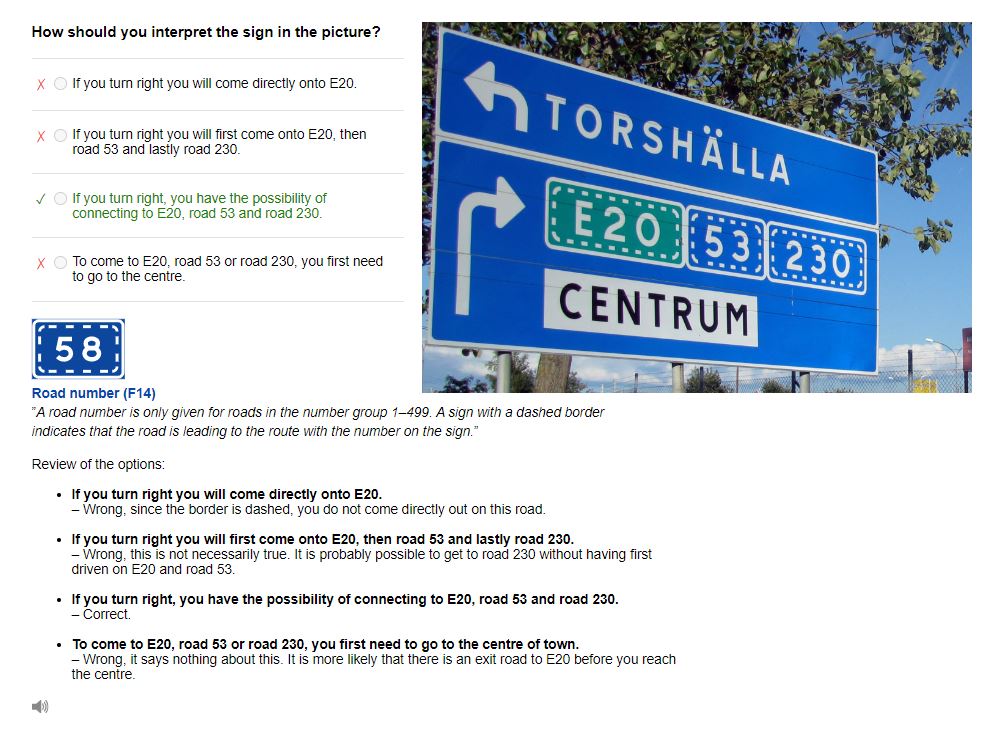 How should you interpret the sign in the picture?
If you turn right you will come directly onto E20.
If you turn right you will first come onto E20, then
road 53 and lastly road 230.
If you turn right, you have the possibility of
connecting to E20, road 53 and road 230.
To come to E20, road 53 or road 230, you first need
to go to the centre.
TORSHÄLLA
E20 53 230
CENTRUM
58
Road number (F14)
"A road number is only given for roads in the number group 1–499. A sign with a dashed border
indicates that the road is leading to the route with the number on the sign."
Review of the options:
• If you turn right you will come directly onto E20.
– Wrong, since the border is dashed, you do not come directly out on this road.
• If you turn right you will first come onto E20, then road 53 and lastly road 230.
– Wrong, this is not necessarily true. It is probably possible to get to road 230 without having first
driven on E20 and road 53.
• If you turn right, you have the possibility of connecting to E20, road 53 and road 230.
– Correct.
• To come to E20, road 53 or road 230, you first need to go to the centre of town.
– Wrong, it says nothing about this. It is more likely that there is an exit road to E20 before you reach
the centre.